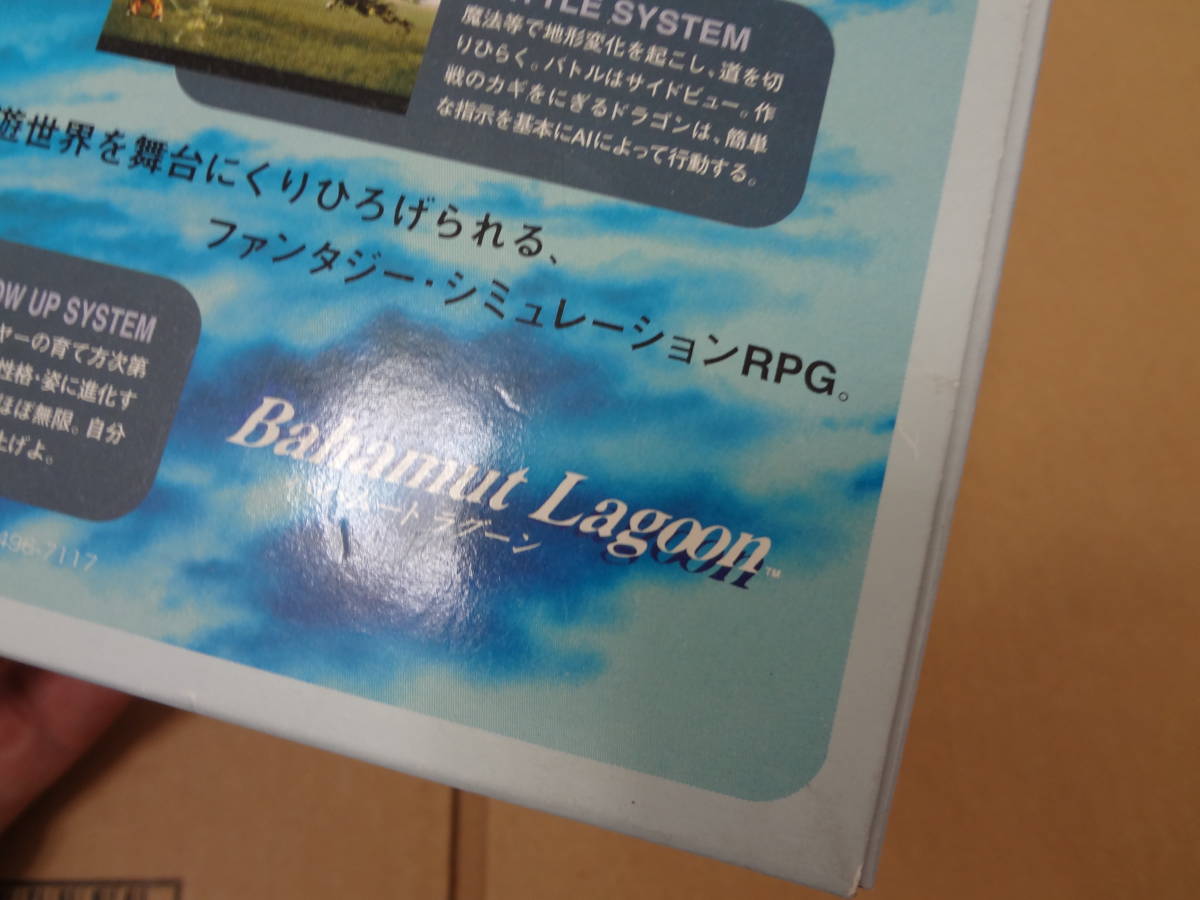 TTLE SYSTEM
魔法等で地形変化を起こし、道を切
りひらく。バトルはサイドビュー。作
戦のカギをにぎるドラゴンは、簡単
な指示を基本にAIによって行動する。
遊世界を舞台にくりひろげられる、
ファンタジー・シミュレーションRPG。
OW UP SYSTEM
ヤーの育て方次第
性格・姿に進化す
ほぼ無限。自分
上げよ。
Bahamut Lagoon™
ート ラグーン
496-7117